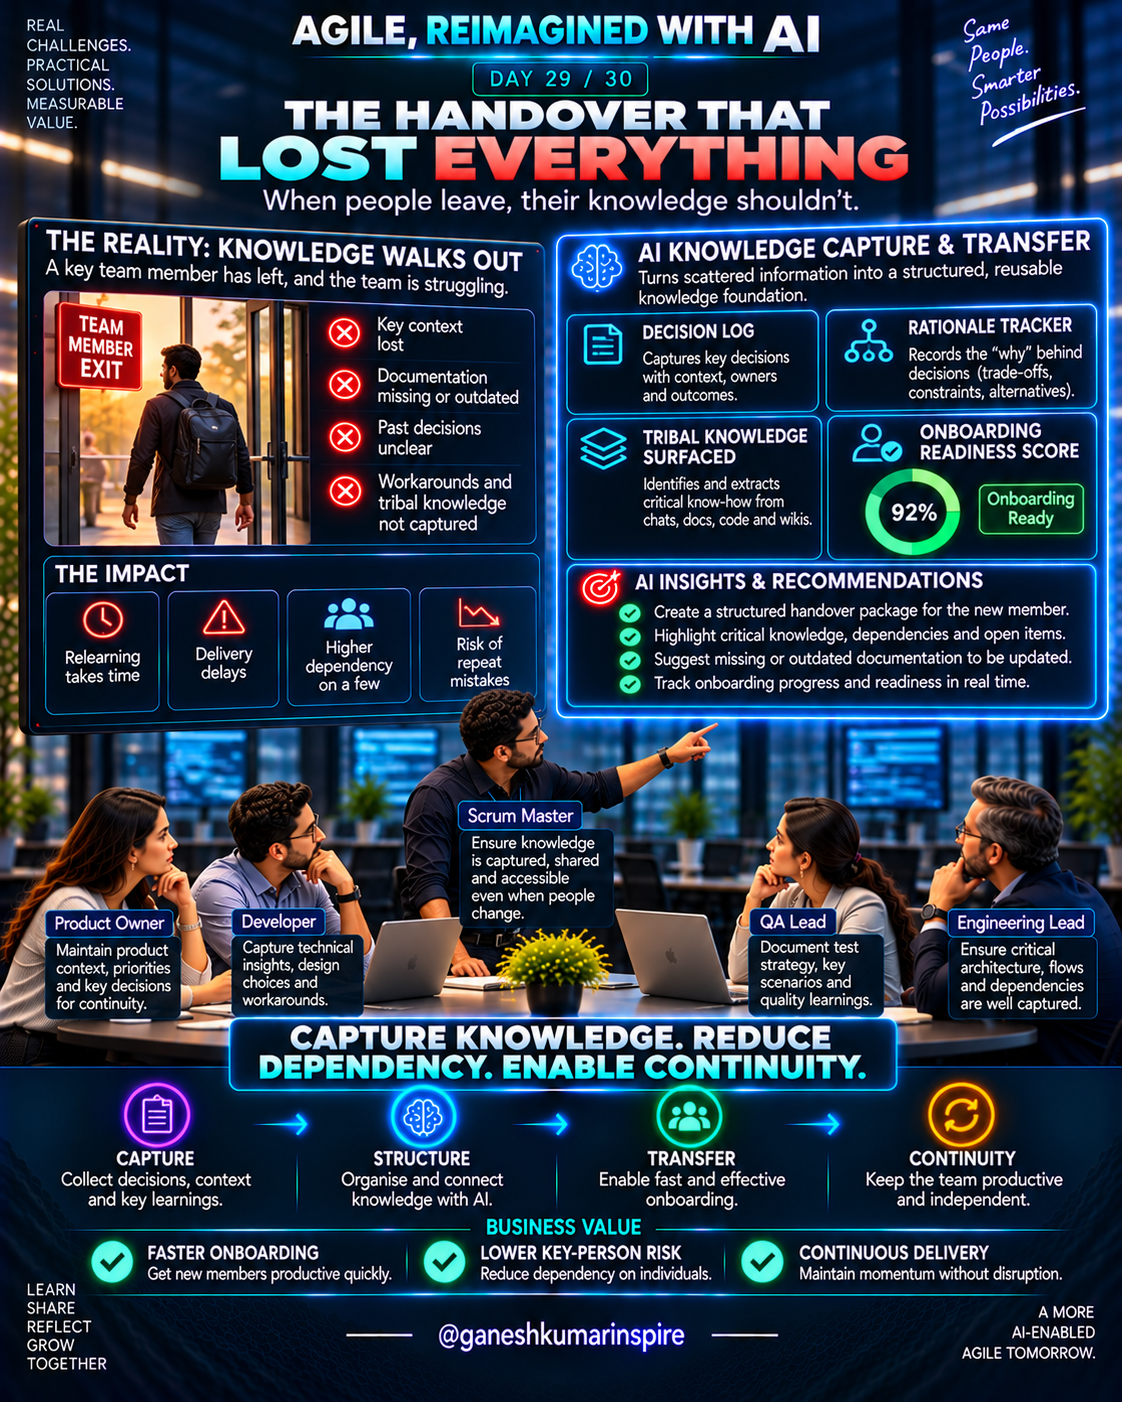 REAL
CHALLENGES.
PRACTICAL
SOLUTIONS.
MEASURABLE
VALUE.
AGILE, REIMAGINED WITH AI
DAY 29 / 30
Same
People.
Smarter
Possibilities.
THE HANDOVER THAT
LOST EVERYTHING
When people leave, their knowledge shouldn't.
THE REALITY: KNOWLEDGE WALKS OUT
A key team member has left, and the team is struggling.
TEAM
MEMBER
EXIT
Key context
lost
Documentation
missing or outdated
Past decisions
unclear
Workarounds and
tribal knowledge
not captured
THE IMPACT
Relearning
takes time
Delivery
delays
Higher
dependency
on a few
Risk of
repeat
mistakes
AI KNOWLEDGE CAPTURE & TRANSFER
Turns scattered information into a structured, reusable
knowledge foundation.
DECISION LOG
Captures key decisions
with context, owners
and outcomes.
RATIONALE TRACKER
Records the "why" behind
decisions (trade-offs,
constraints, alternatives).
TRIBAL KNOWLEDGE
SURFACED
Identifies and extracts
critical know-how from
chats, docs, code and wikis.
ONBOARDING
READINESS SCORE
92%
Onboarding
Ready
AI INSIGHTS & RECOMMENDATIONS
Create a structured handover package for the new member.
Highlight critical knowledge, dependencies and open items.
Suggest missing or outdated documentation to be updated.
Track onboarding progress and readiness in real time.
Scrum Master
Ensure knowledge
is captured, shared
and accessible
even when people
change.
Product Owner
Maintain product
context, priorities
and key decisions
for continuity.
Developer
Capture technical
insights, design
choices and
workarounds.
QA Lead
Document test
strategy, key
scenarios and
quality learnings.
Engineering Lead
Ensure critical
architecture, flows
and dependencies
are well captured.
CAPTURE KNOWLEDGE. REDUCE
DEPENDENCY. ENABLE CONTINUITY.
CAPTURE
Collect decisions, context
and key learnings.
STRUCTURE
Organise and connect
knowledge with AI.
TRANSFER
Enable fast and effective
onboarding.
CONTINUITY
Keep the team productive
and independent.
BUSINESS VALUE
FASTER ONBOARDING
Get new members productive quickly.
LOWER KEY-PERSON RISK
Reduce dependency on individuals.
CONTINUOUS DELIVERY
Maintain momentum without disruption.
LEARN
SHARE
REFLECT
GROW
TOGETHER
@ganeshkumarinspire
A MORE
AI-ENABLED
AGILE TOMORROW.